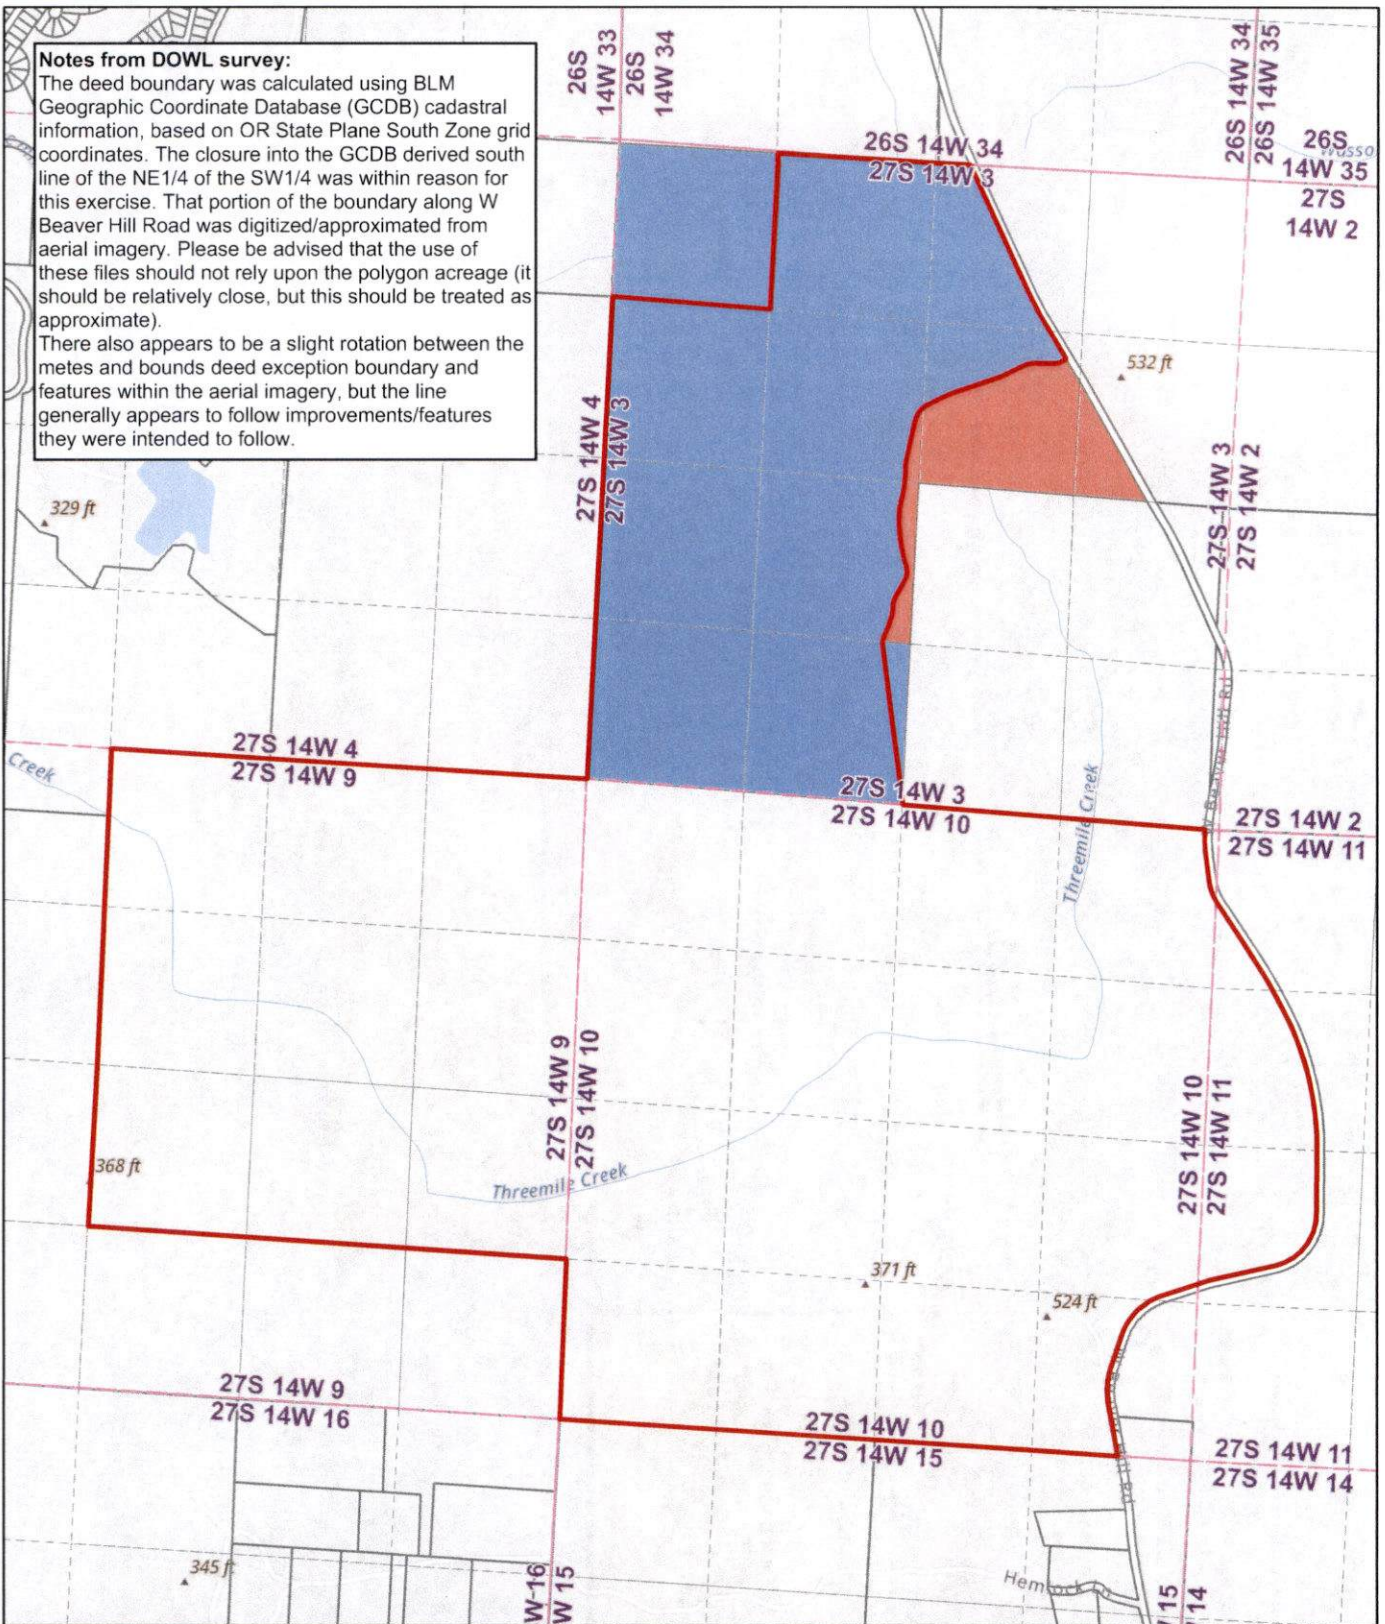 Notes from DOWL survey:
The deed boundary was calculated using BLM
Geographic Coordinate Database (GCDB) cadastral
information, based on OR State Plane South Zone grid
coordinates. The closure into the GCDB derived south
line of the NE1/4 of the SW1/4 was within reason for
this exercise. That portion of the boundary along W
Beaver Hill Road was digitized/approximated from
aerial imagery. Please be advised that the use of
these files should not rely upon the polygon acreage (it
should be relatively close, but this should be treated as
approximate).
There also appears to be a slight rotation between the
metes and bounds deed exception boundary and
features within the aerial imagery, but the line
generally appears to follow improvements/features
they were intended to follow.
26S
14W 33
26S
14W 34
26S 14W 34
27S 14W 3
26S 14W 34
26S 14W 35
26S
14W 35
27S
14W 2
532 ft
27S 14W 4
27S 14W 3
27S 14W 3
27S 14W 2
329 ft
W Beaver Hill Rd
Creek
27S 14W 4
27S 14W 9
27S 14W 3
27S 14W 10
Threemile Creek
27S 14W 2
27S 14W 11
27S 14W 9
27S 14W 10
27S 14W 10
27S 14W 11
368 ft
Threemile Creek
371 ft
524 ft
27S 14W 9
27S 14W 16
27S 14W 10
27S 14W 15
27S 14W 11
27S 14W 14
345 ft
W 16
W 15
15
14